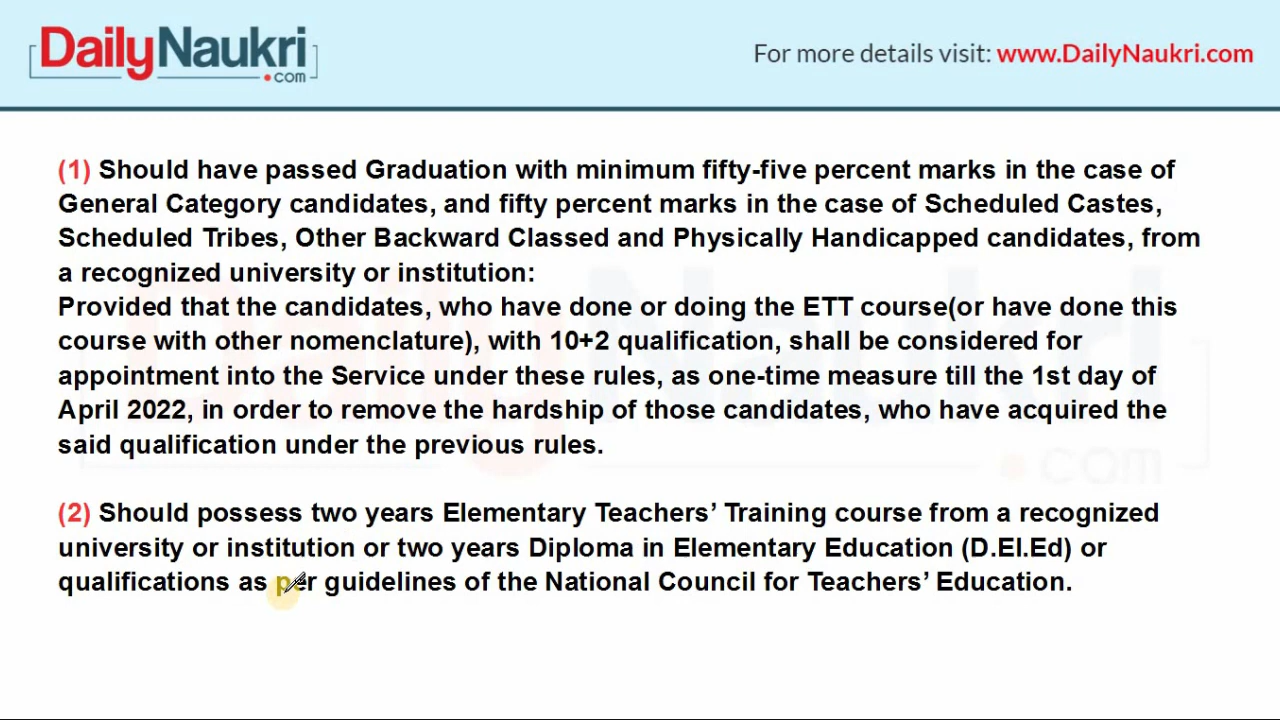 DailyNaukri
.com
For more details visit: www.DailyNaukri.com
(1) Should have passed Graduation with minimum fifty-five percent marks in the case of
General Category candidates, and fifty percent marks in the case of Scheduled Castes,
Scheduled Tribes, Other Backward Classed and Physically Handicapped candidates, from
a recognized university or institution:
Provided that the candidates, who have done or doing the ETT course(or have done this
course with other nomenclature), with 10+2 qualification, shall be considered for
appointment into the Service under these rules, as one-time measure till the 1st day of
April 2022, in order to remove the hardship of those candidates, who have acquired the
said qualification under the previous rules.
(2) Should possess two years Elementary Teachers’ Training course from a recognized
university or institution or two years Diploma in Elementary Education (D.El.Ed) or
qualifications as per guidelines of the National Council for Teachers’ Education.